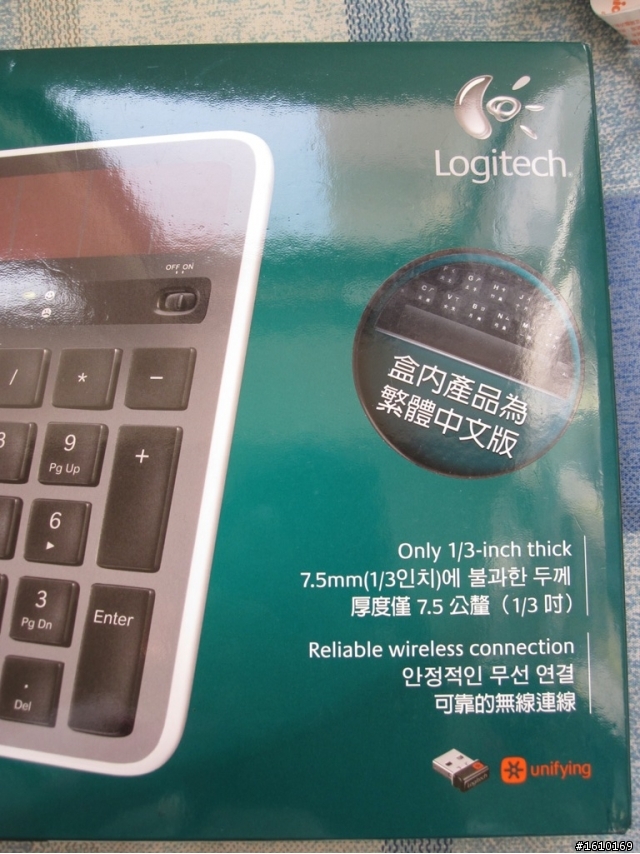 Logitech
OFF ON
盒內產品為
繁體中文版
/
*
-
9
Pg Up
+
6
3
Pg Dn
Enter
.
Del
Only 1/3-inch thick
7.5mm(1/3인치)에 불과한 두께
厚度僅 7.5 公釐（1/3 吋）
Reliable wireless connection
안정적인 무선 연결
可靠的無線連線
unifying
#1610169